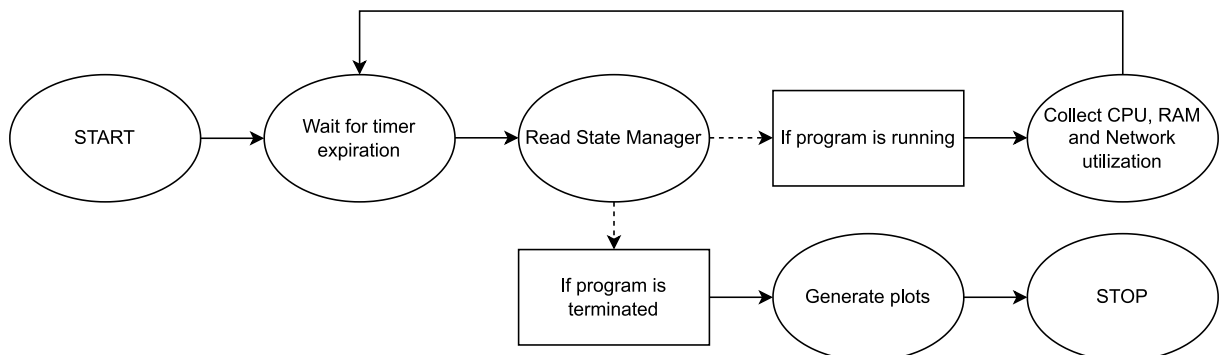 START
Wait for timer
expiration
Read State Manager
If program is running
Collect CPU, RAM
and Network
utilization
If program is
terminated
Generate plots
STOP